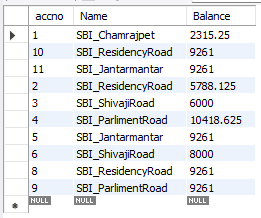 accno Name Balance
1 SBI_Chamrajpet 2315.25
10 SBI_ResidencyRoad 9261
11 SBI_Jantarmantar 9261
2 SBI_ResidencyRoad 5788.125
3 SBI_ShivajiRoad 6000
4 SBI_ParlimentRoad 10418.625
5 SBI_Jantarmantar 9261
6 SBI_ShivajiRoad 8000
8 SBI_ResidencyRoad 9261
9 SBI_ParlimentRoad 9261
NULL NULL NULL